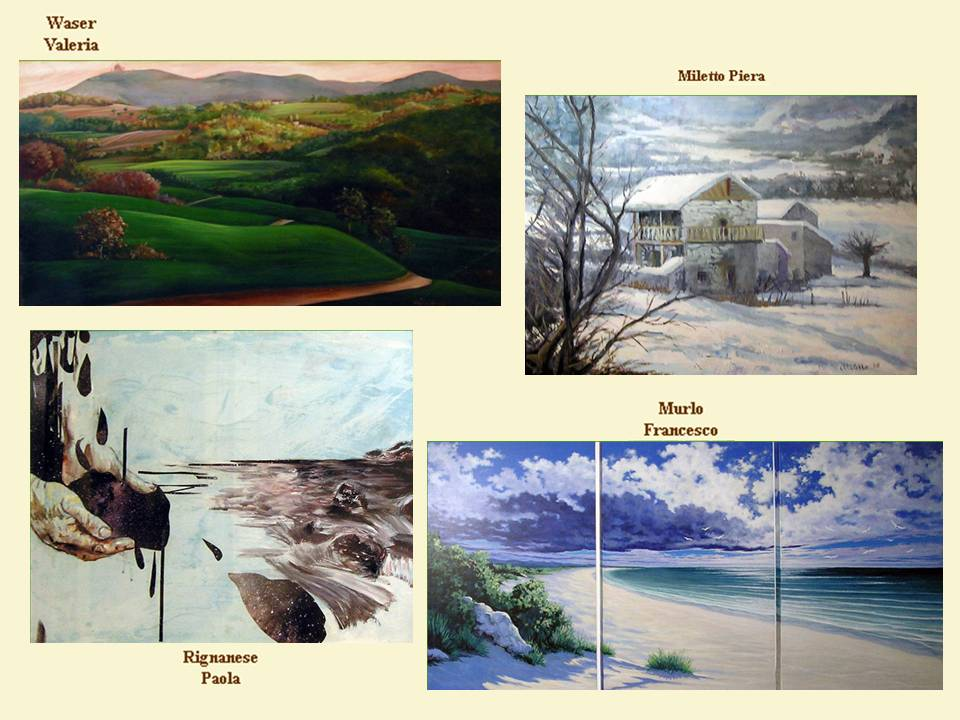 Waser
Valeria
Miletto Piera
Murlo
Francesco
Rignanese
Paola